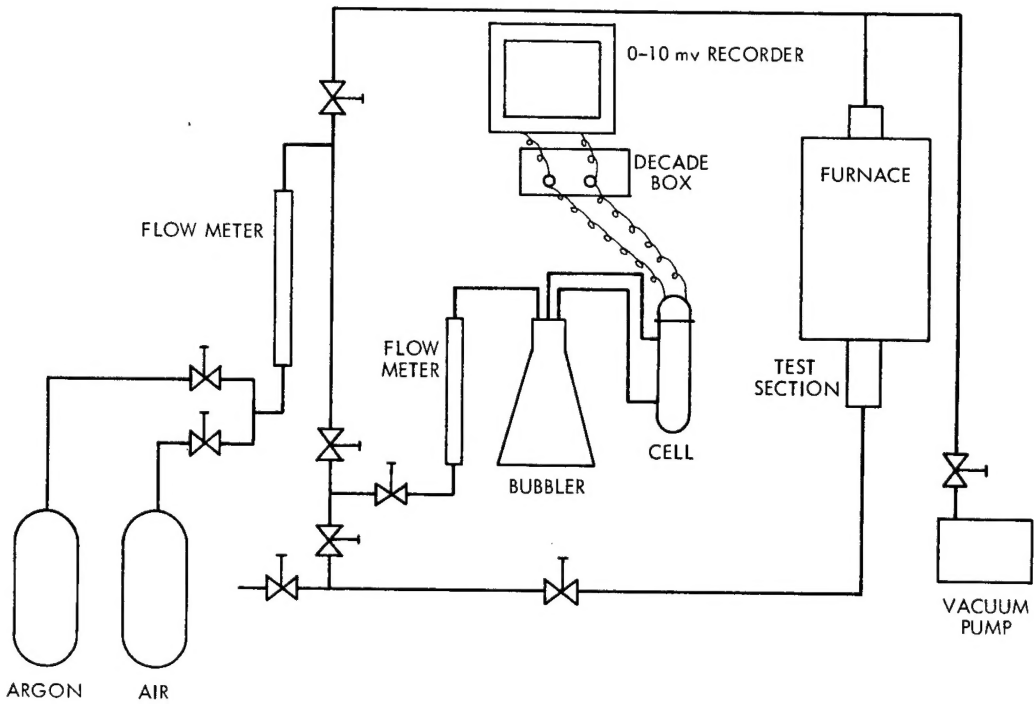 0-10 mv RECORDER
DECADE
BOX
FURNACE
FLOW METER
FLOW
METER
TEST
SECTION
CELL
BUBBLER
VACUUM
PUMP
ARGON
AIR